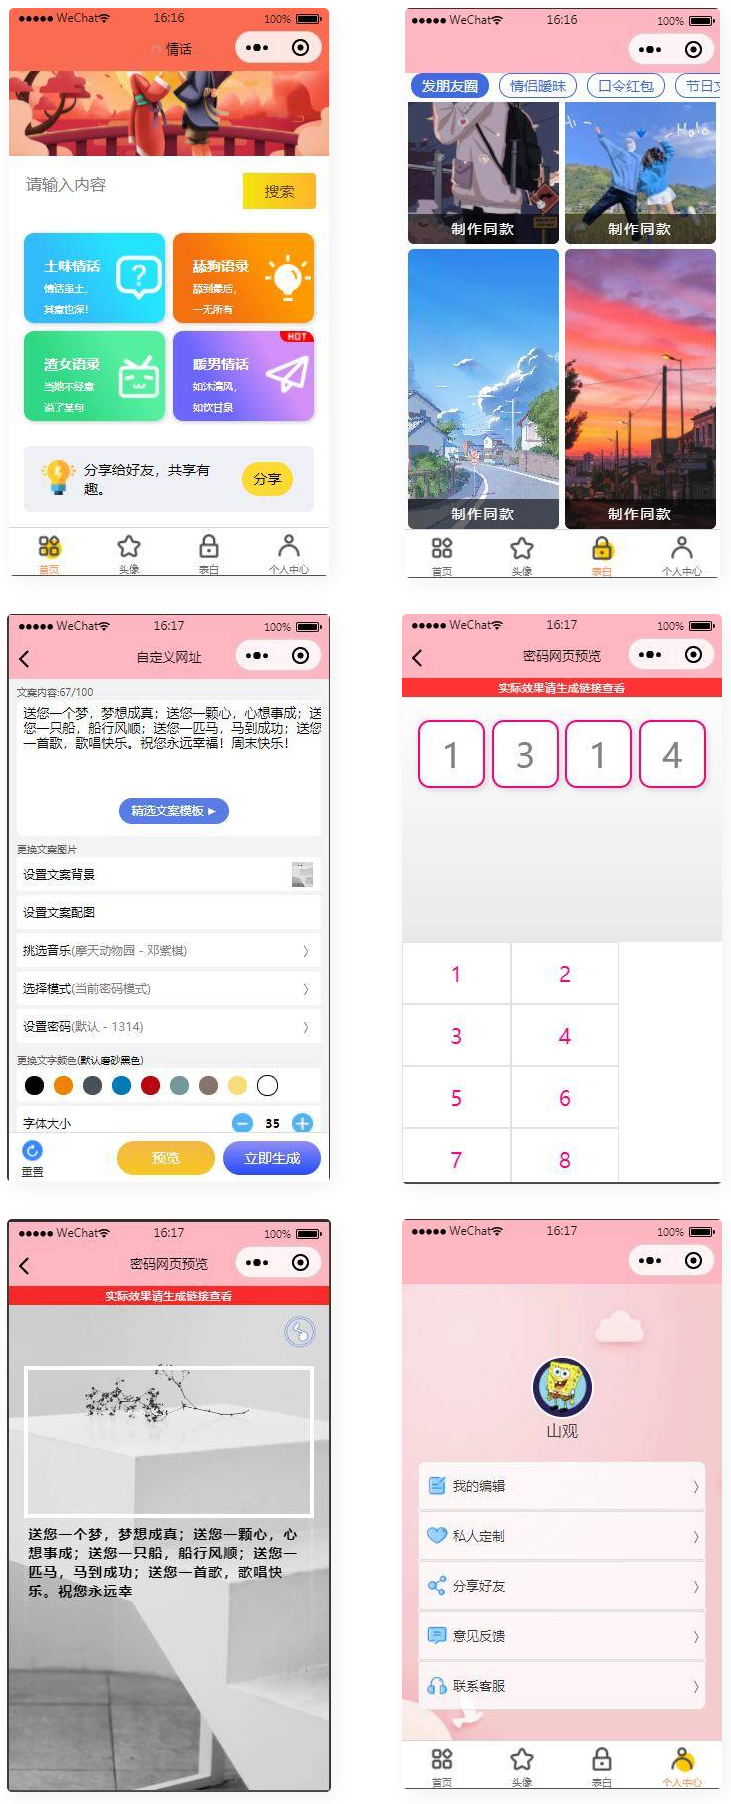 WeChat 16:16 100%
情话
请输入内容
搜索
土味情话
情话虽土，
其意也深！
舔狗语录
舔到最后，
一无所有
渣女语录
当她不经意
说了某句
HOT
暖男情话
如沐清风，
如饮甘泉
分享给好友，共享有
趣。
分享
首页 头像 表白 个人中心
WeChat 16:16 100%
发朋友圈 情侣暧昧 口令红包 节日文
Hi Hola
制作同款 制作同款
制作同款 制作同款
首页 头像 表白 个人中心
WeChat 16:17 100%
自定义网址
文案内容:67/100
送您一个梦，梦想成真；送您一颗心，心想事成；送
您一只船，船行风顺；送您一匹马，马到成功；送您
一首歌，歌唱快乐。祝您永远幸福！周末快乐！
精选文案模板 ►
更换文案图片
设置文案背景
设置文案配图
挑选音乐(摩天动物园 - 邓紫棋)
选择模式(当前密码模式)
设置密码(默认 - 1314)
更换文字颜色(默认磨砂黑色)
字体大小 35
重置
预览 立即生成
WeChat 16:17 100%
密码网页预览
实际效果请生成链接查看
1 3 1 4
1 2
3 4
5 6
7 8
WeChat 16:17 100%
密码网页预览
实际效果请生成链接查看
送您一个梦，梦想成真；送您一颗心，心
想事成；送您一只船，船行风顺；送您一
匹马，马到成功；送您一首歌，歌唱快
乐。祝您永远幸
WeChat 16:17 100%
山观
我的编辑
私人定制
分享好友
意见反馈
联系客服
首页 头像 表白 个人中心